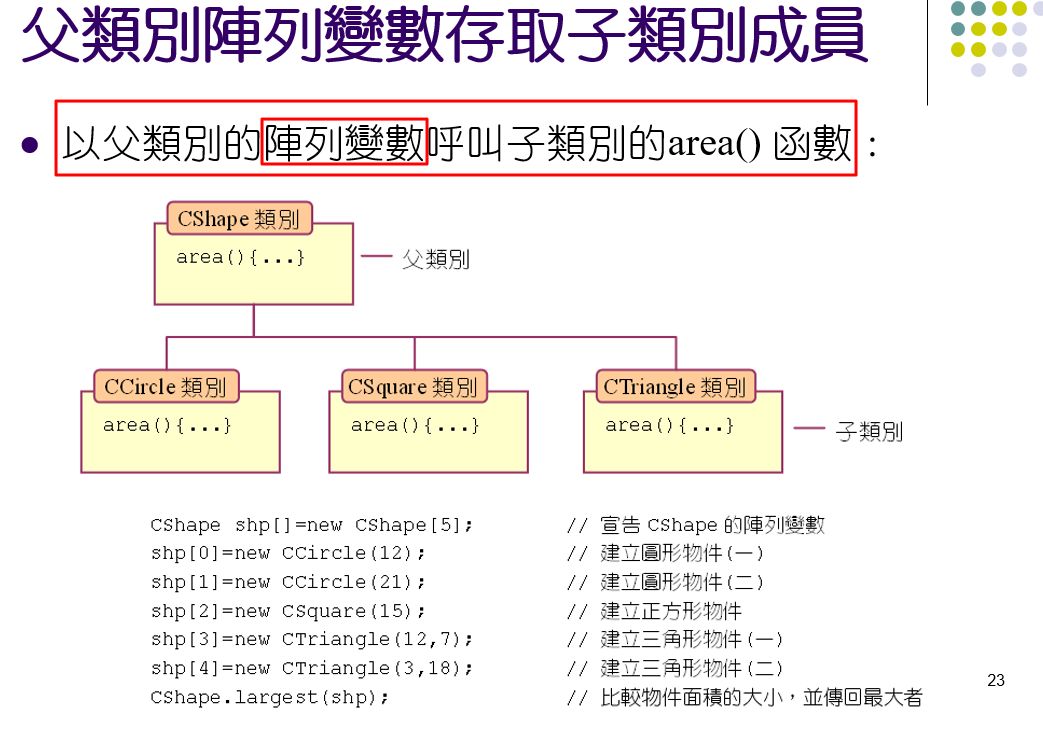 父類別陣列變數存取子類別成員
以父類別的陣列變數呼叫子類別的area() 函數：
CShape 類別
area(){...}
父類別
CCircle 類別
area(){...}
CSquare 類別
area(){...}
CTriangle 類別
area(){...}
子類別
CShape shp[]=new CShape[5]; // 宣告 CShape 的陣列變數
shp[0]=new CCircle(12); // 建立圓形物件(一)
shp[1]=new CCircle(21); // 建立圓形物件(二)
shp[2]=new CSquare(15); // 建立正方形物件
shp[3]=new CTriangle(12,7); // 建立三角形物件(一)
shp[4]=new CTriangle(3,18); // 建立三角形物件(二)
CShape.largest(shp); // 比較物件面積的大小，並傳回最大者
23